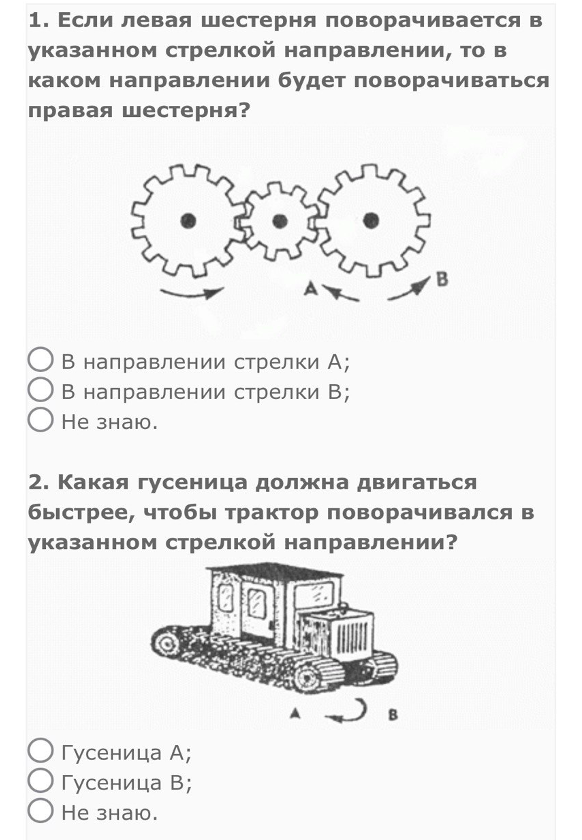 1. Если левая шестерня поворачивается в
указанном стрелкой направлении, то в
каком направлении будет поворачиваться
правая шестерня?
A
B
В направлении стрелки А;
В направлении стрелки В;
Не знаю.
2. Какая гусеница должна двигаться
быстрее, чтобы трактор поворачивался в
указанном стрелкой направлении?
A B
Гусеница А;
Гусеница В;
Не знаю.